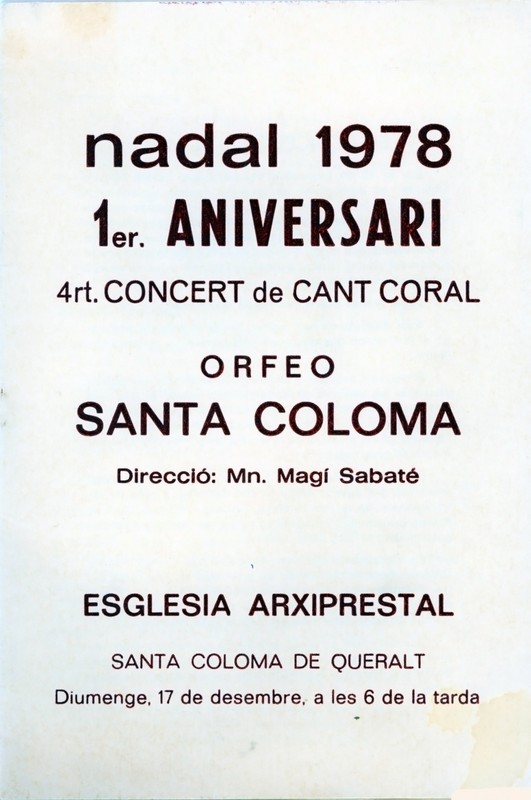 nadal 1978
1er. ANIVERSARI
4rt. CONCERT de CANT CORAL
ORFEO
SANTA COLOMA
Direcció: Mn. Magí Sabaté
ESGLESIA ARXIPRESTAL
SANTA COLOMA DE QUERALT
Diumenge, 17 de desembre, a les 6 de la tarda